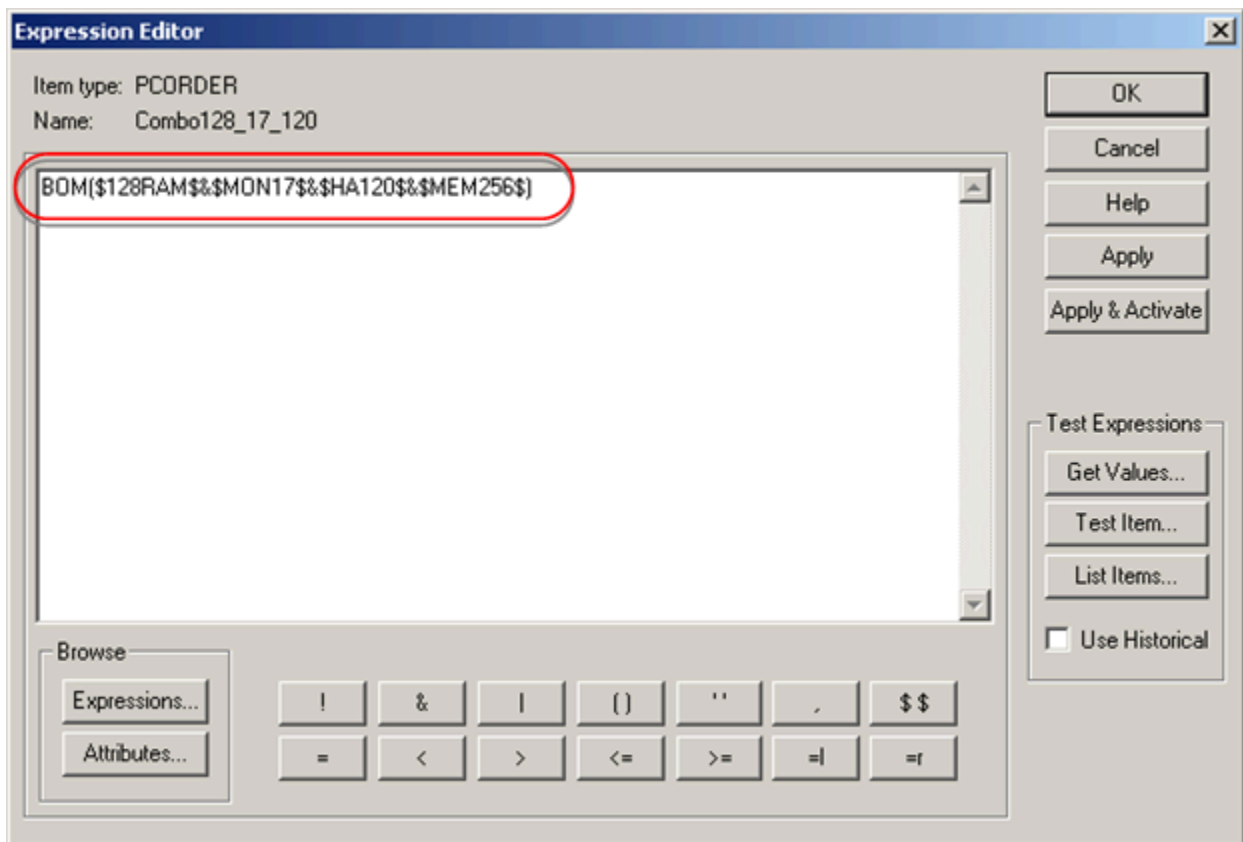 Expression Editor
Item type: PCORDER
Name: Combo128_17_120
BOM($128RAM$&$MON17$&$HA120$&$MEM256$)
OK
Cancel
Help
Apply
Apply & Activate
Test Expressions
Get Values...
Test Item...
List Items...
Use Historical
Browse
Expressions...
Attributes...
! & | ( ) ' ' , $ $
= < > <= >= =l =r